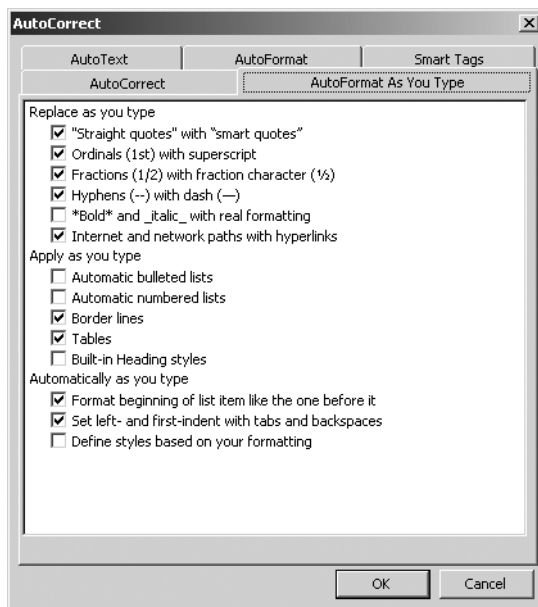 AutoCorrect
AutoText
AutoFormat
Smart Tags
AutoCorrect
AutoFormat As You Type
Replace as you type
"Straight quotes" with “smart quotes”
Ordinals (1st) with superscript
Fractions (1/2) with fraction character (½)
Hyphens (--) with dash (—)
*Bold* and _italic_ with real formatting
Internet and network paths with hyperlinks
Apply as you type
Automatic bulleted lists
Automatic numbered lists
Border lines
Tables
Built-in Heading styles
Automatically as you type
Format beginning of list item like the one before it
Set left- and first-indent with tabs and backspaces
Define styles based on your formatting
OK
Cancel